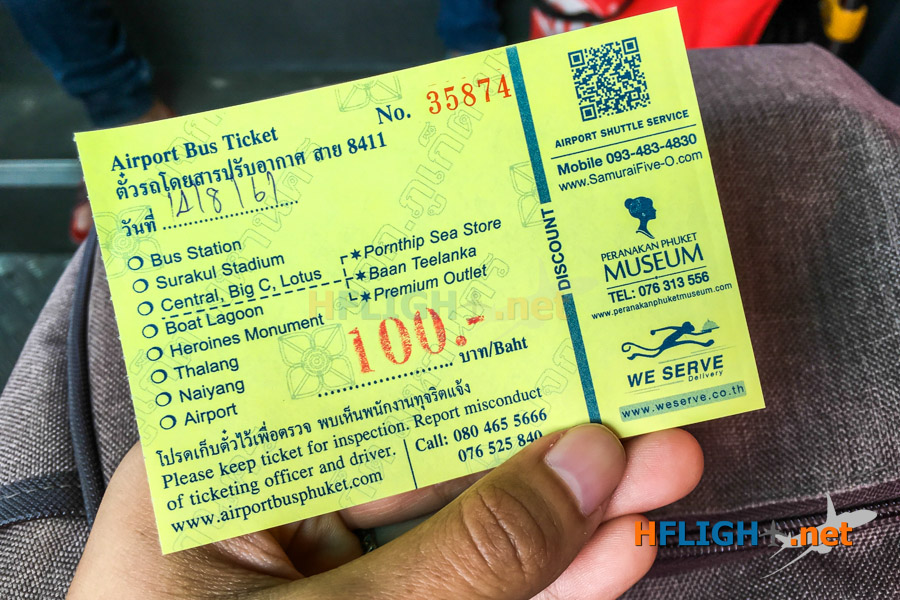 Airport Bus Ticket
No. 35874
ตั๋วรถโดยสารปรับอากาศ สาย 8411
วันที่
Bus Station
Surakul Stadium
Central, Big C, Lotus
Boat Lagoon
Heroines Monument
Thalang
Naiyang
Airport
Pornthip Sea Store
Baan Teelanka
Premium Outlet
100.-
บาท/Baht
โปรดเก็บตั๋วไว้เพื่อตรวจ พบเห็นพนักงานทุจริตแจ้ง
Please keep ticket for inspection. Report misconduct
of ticketing officer and driver.
www.airportbusphuket.com
Call: 080 465 5666
076 525 840
DISCOUNT
AIRPORT SHUTTLE SERVICE
Mobile 093-483-4830
www.SamuraiFive-O.com
PERANAKAN PHUKET
MUSEUM
TEL: 076 313 556
www.peranakanphuketmuseum.com
WE SERVE
Delivery
www.weserve.co.th
HFLIGHT.net
HFLIGHT.net